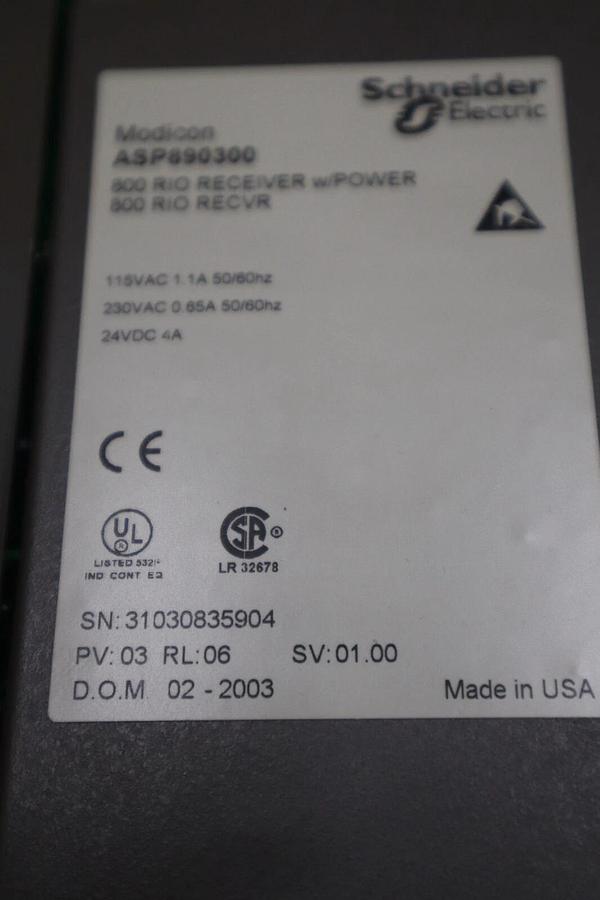 Schneider
Electric
Modicon
ASP890300
800 RIO RECEIVER w/POWER
800 RIO RECVR
115VAC 1.1A 50/60hz
230VAC 0.65A 50/60hz
24VDC 4A
CE
UL
®
LISTED
IND CONT EQ
SA ®
LR 32678
SN: 31030835904
PV: 03 RL: 06 SV: 01.00
D.O.M. 02 - 2003
Made in USA